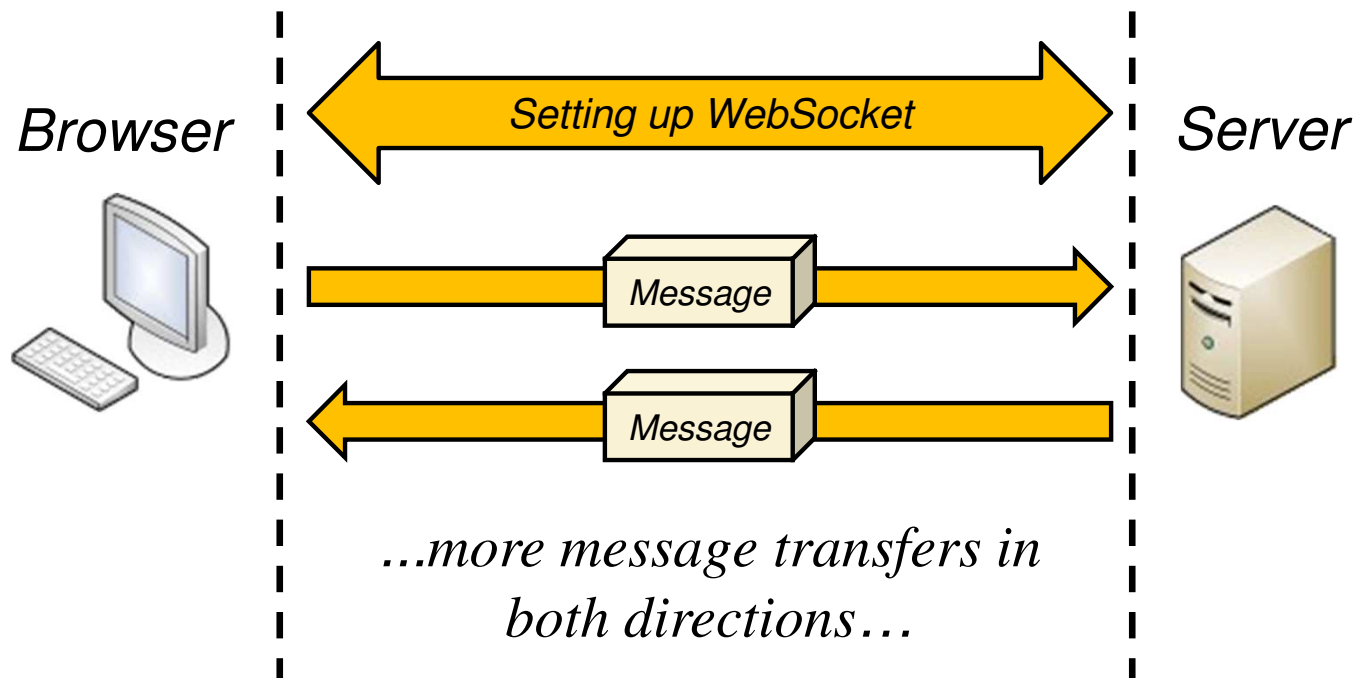 Setting up WebSocket
Browser
Server
Message
Message
...more message transfers in
both directions...